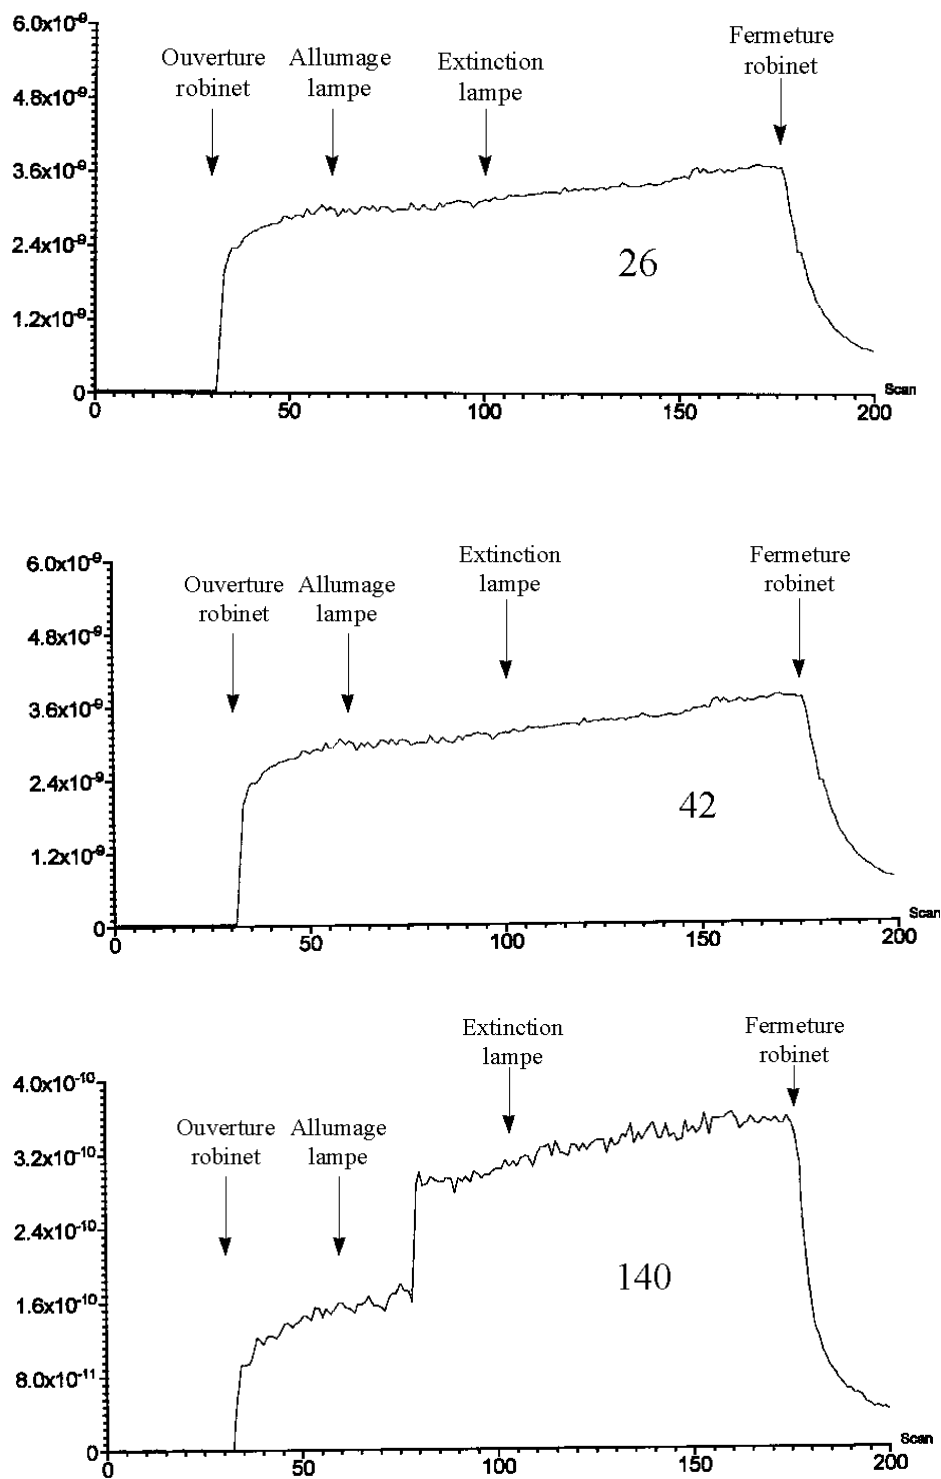 6.0x10-9
Ouverture robinet
Allumage lampe
Extinction lampe
Fermeture robinet
4.8x10-9
3.6x10-9
2.4x10-9
26
1.2x10-9
0
Scan
0 50 100 150 200
6.0x10-9
Ouverture robinet
Allumage lampe
Extinction lampe
Fermeture robinet
4.8x10-9
3.6x10-9
2.4x10-9
42
1.2x10-9
0
Scan
0 50 100 150 200
Extinction lampe
Fermeture robinet
4.0x10-10
Ouverture robinet
Allumage lampe
3.2x10-10
2.4x10-10
140
1.6x10-10
8.0x10-11
0
Scan
0 50 100 150 200